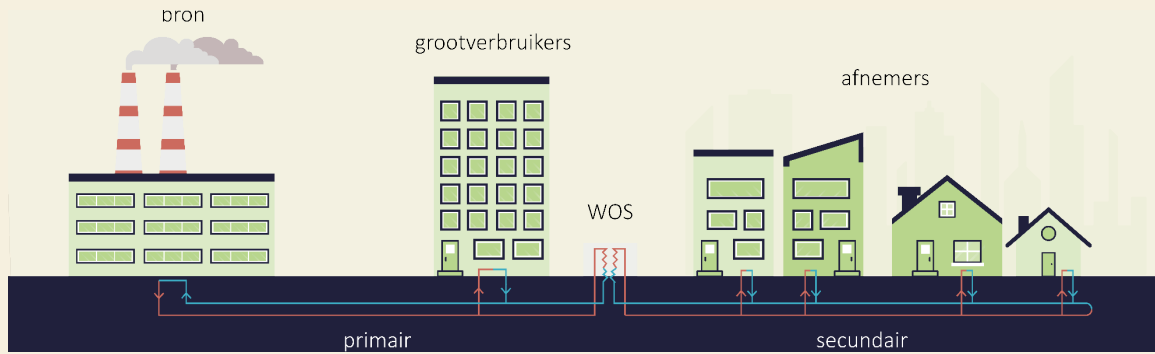 bron
grootverbruikers
afnemers
WOS
primair
secundair